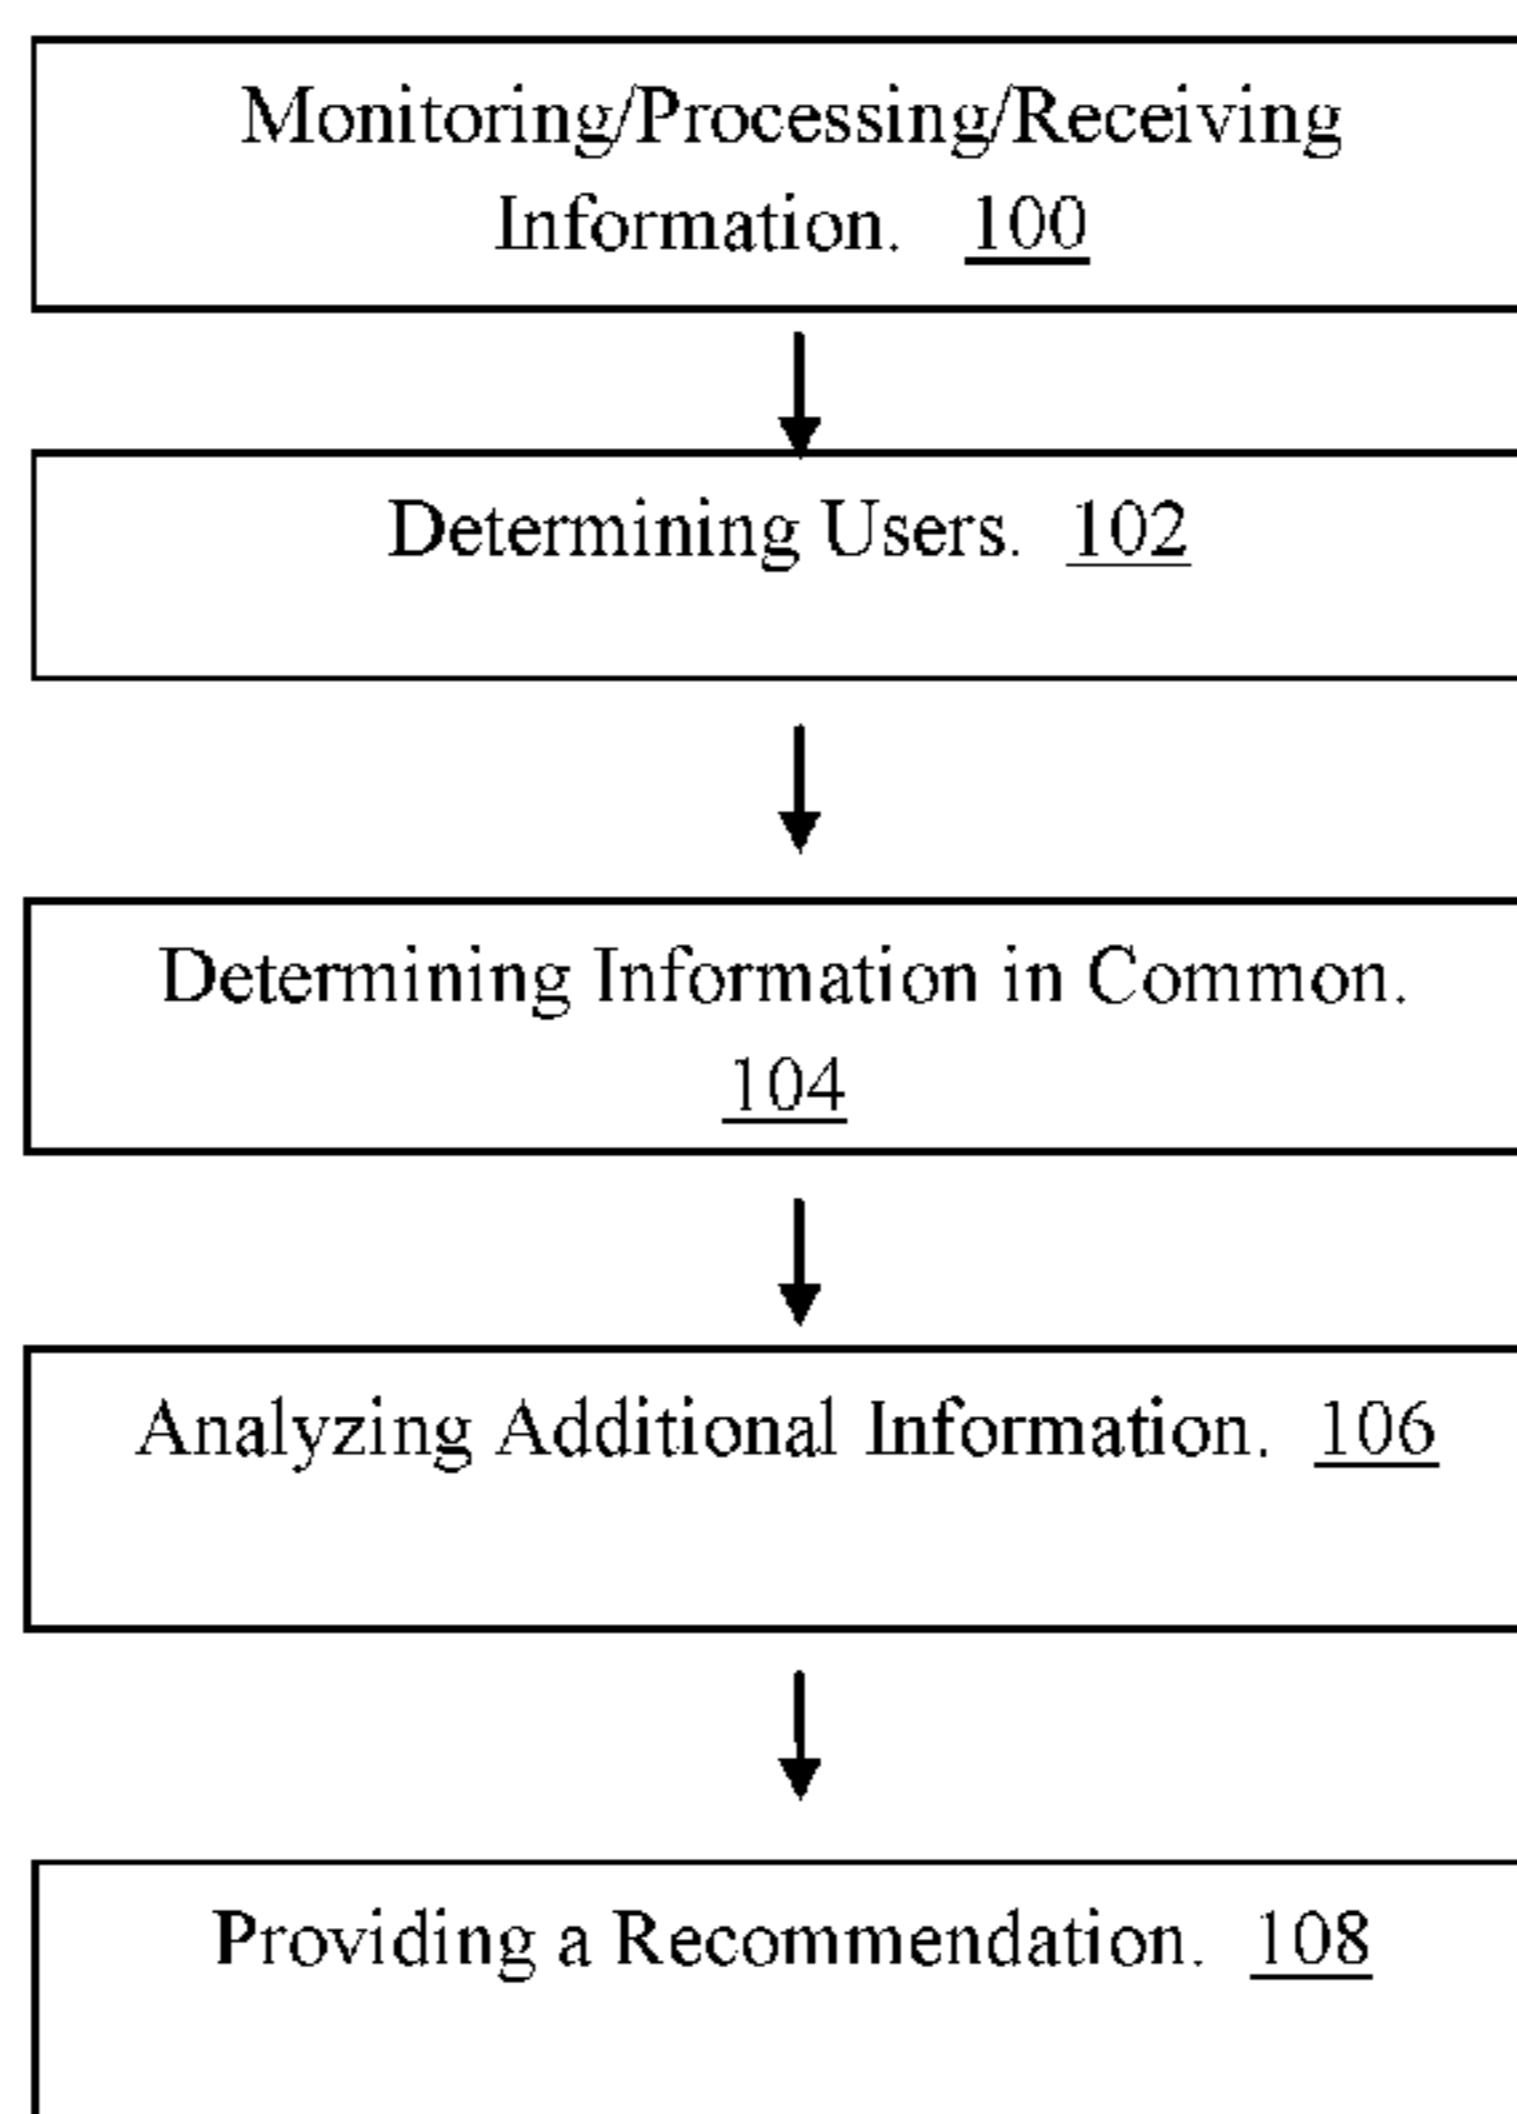 Monitoring/Processing/Receiving
Information. 100
Determining Users. 102
Determining Information in Common.
104
Analyzing Additional Information. 106
Providing a Recommendation. 108